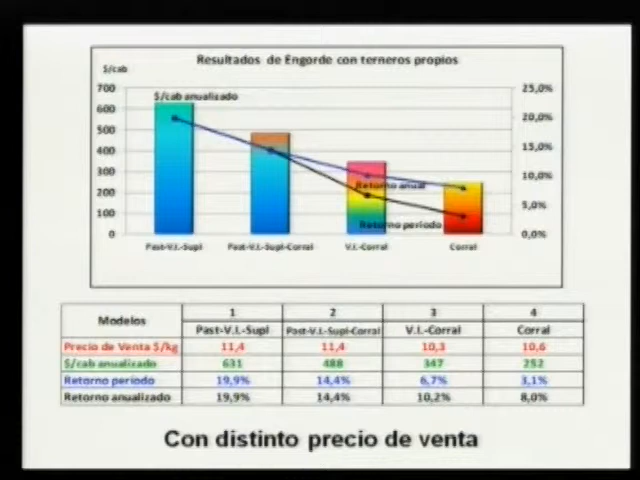 Resultados de Engorde con terneros propios
$/cab
700
600
500
400
300
200
100
0
25,0%
20,0%
15,0%
10,0%
5,0%
0,0%
$/cab anualizado
Retorno anual
Retorno período
Past-V.I.-Supl Past-V.I.-Supl-Corral V.I.-Corral Corral
Modelos 1 2 3 4
Past-V.I.-Supl Past-V.I.-Supl-Corral V.I.-Corral Corral
Precio de Venta $/kg 11,4 11,4 10,3 10,6
$/cab anualizado 631 488 347 252
Retorno período 19,9% 14,4% 6,7% 3,1%
Retorno anualizado 19,9% 14,4% 10,2% 8,0%
Con distinto precio de venta